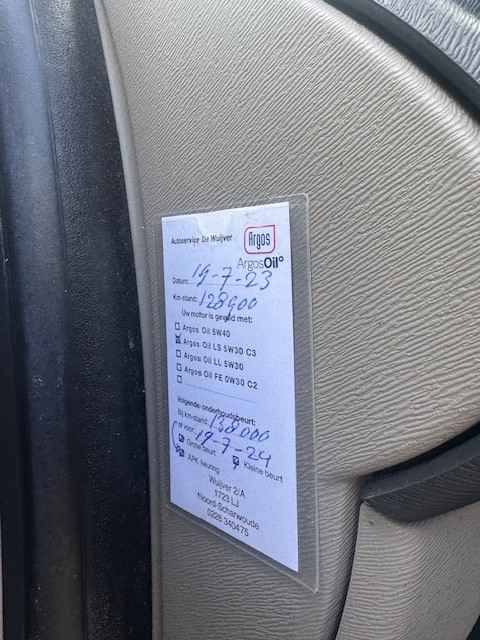 Autoservice De Wuijver
Argos
ArgosOil
Datum: 19-7-23
Km-stand: 128900
Uw motor is gevuld met:
Argos Oil 5W40
Argos Oil LS 5W30 C3
Argos Oil LL 5W30
Argos Oil FE 0W30 C2
Volgende onderhoudsbeurt:
Bij km-stand: 138000
of voor: 19-7-24
Grote beurt Kleine beurt
APK keuring
Wuijver 2/A
1723 LJ
Noord-Scharwoude
0226 340475